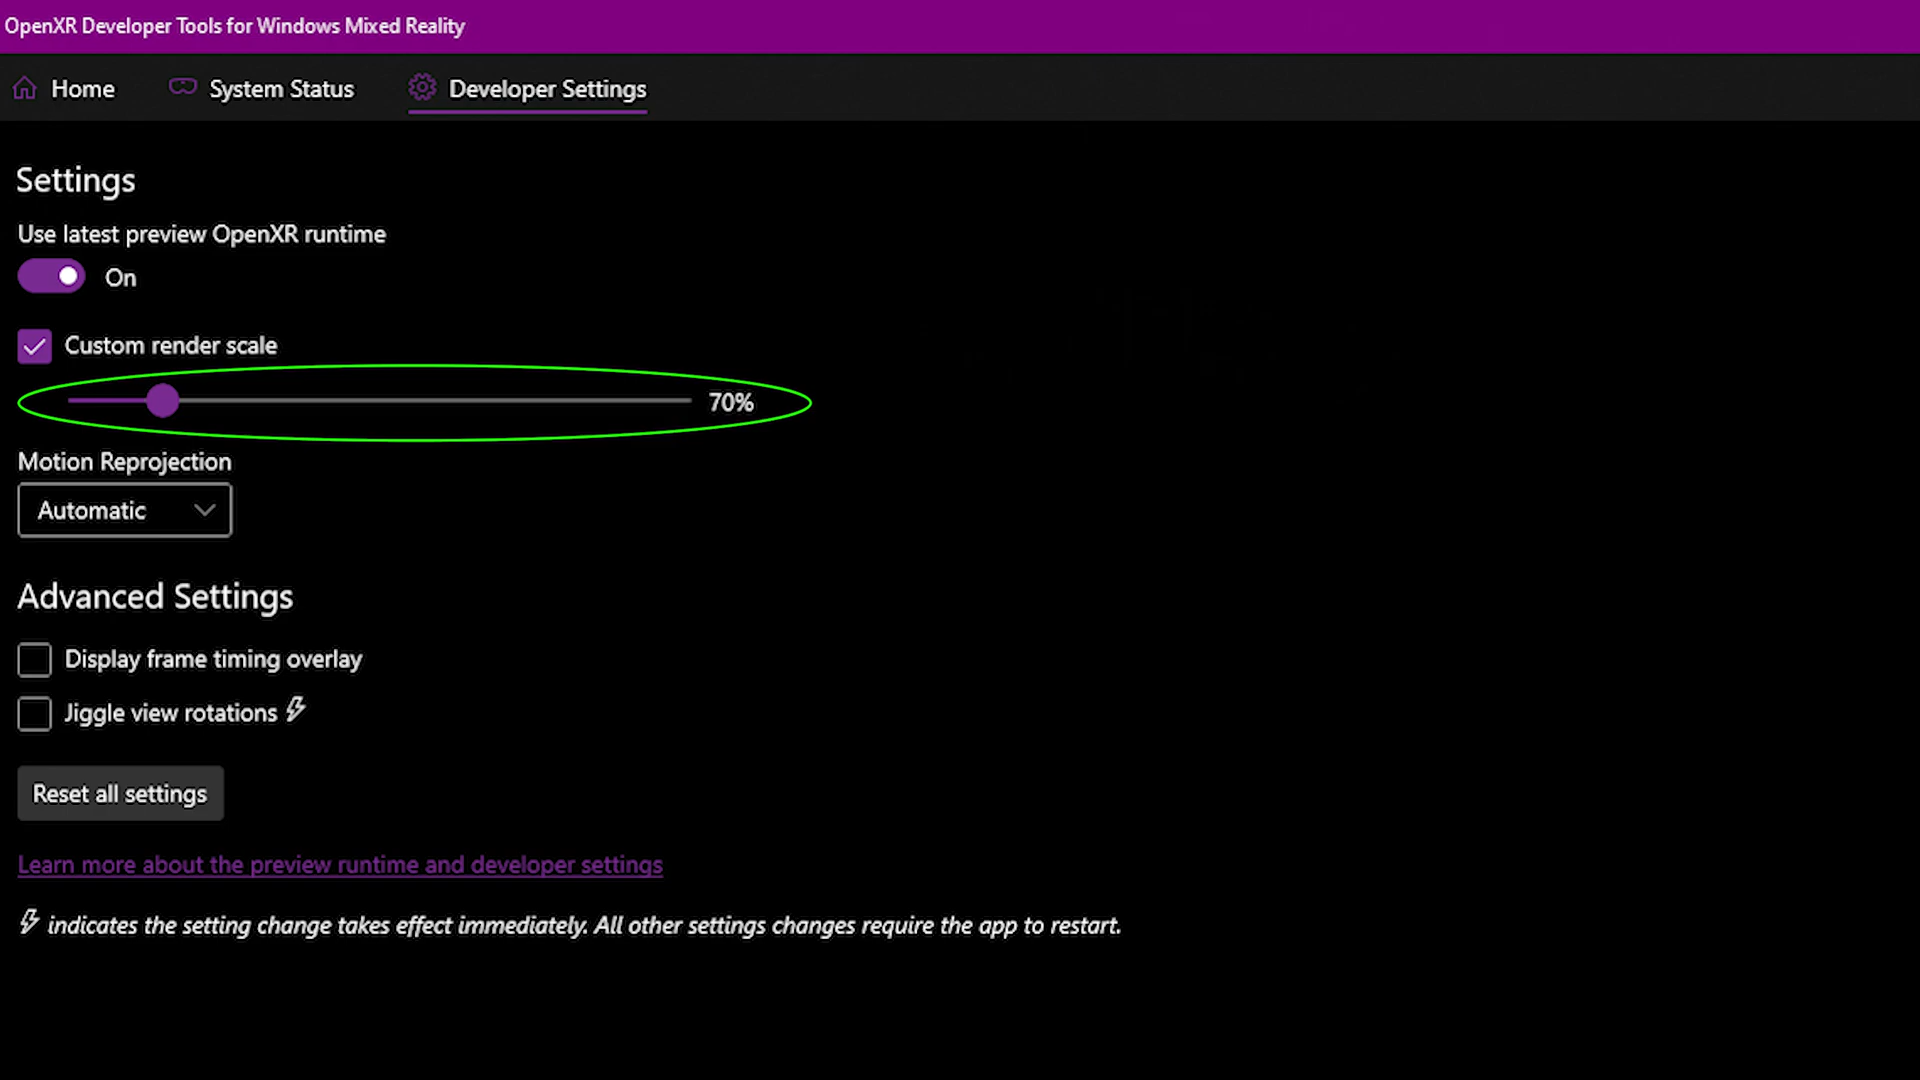 OpenXR Developer Tools for Windows Mixed Reality
Home System Status Developer Settings
Settings
Use latest preview OpenXR runtime
On
Custom render scale
70%
Motion Reprojection
Automatic
Advanced Settings
Display frame timing overlay
Jiggle view rotations
Reset all settings
Learn more about the preview runtime and developer settings
indicates the setting change takes effect immediately. All other settings changes require the app to restart.